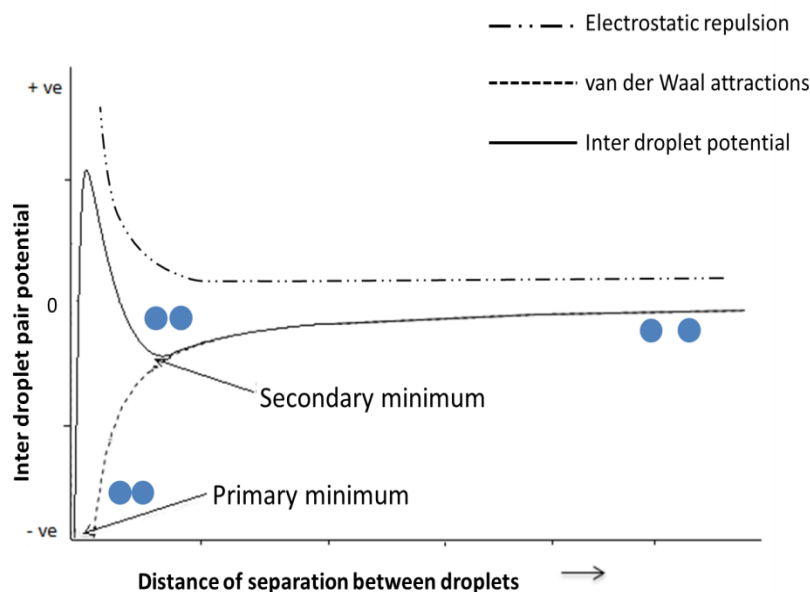 Electrostatic repulsion
van der Waal attractions
Inter droplet potential
+ ve
0
- ve
Inter droplet pair potential
Secondary minimum
Primary minimum
Distance of separation between droplets